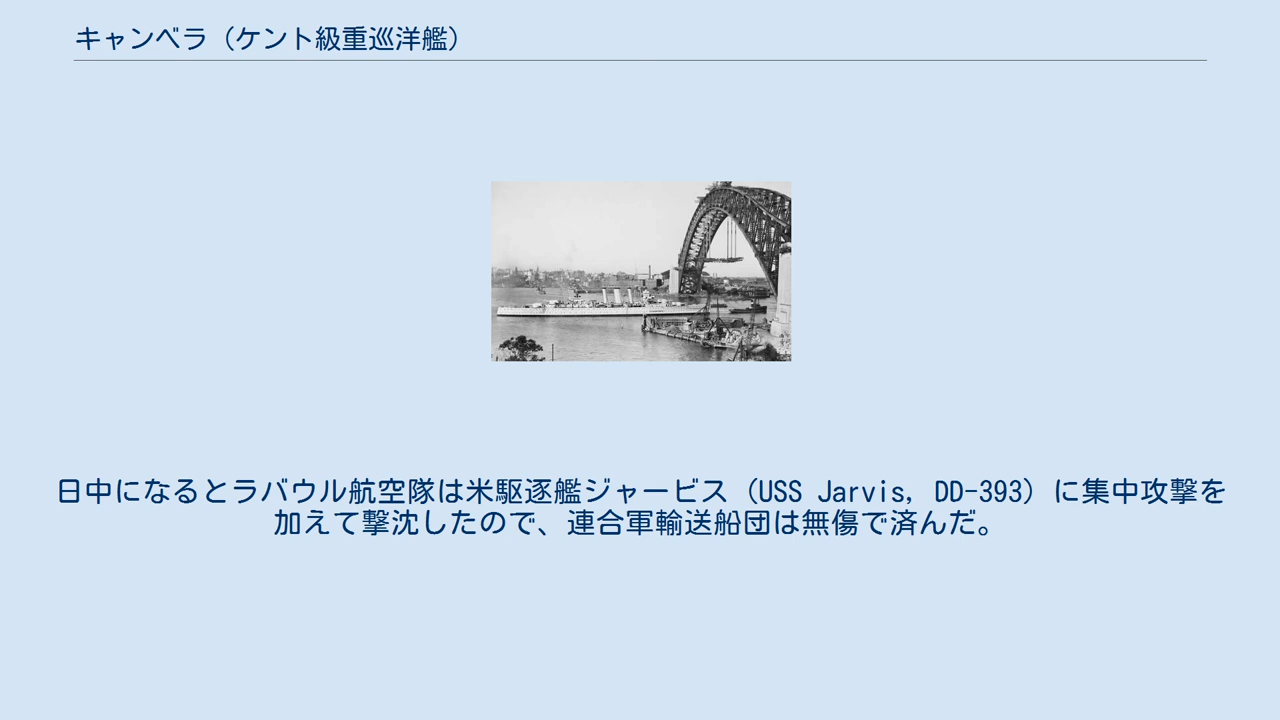 キャンベラ（ケント級重巡洋艦）
日中になるとラバウル航空隊は米駆逐艦ジャービス（USS Jarvis, DD-393）に集中攻撃を
加えて撃沈したので、連合軍輸送船団は無傷で済んだ。